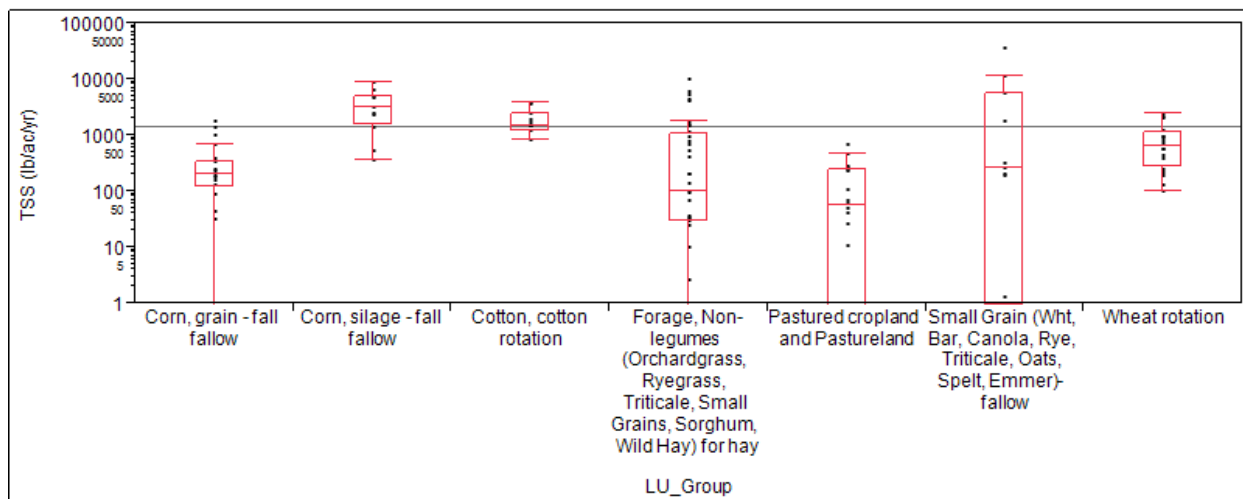 100000
50000
10000
5000
1000
500
100
50
10
5
1
TSS (lb/ac/yr)
Corn, grain - fall
fallow
Corn, silage - fall
fallow
Cotton, cotton
rotation
Forage, Non-
legumes
(Orchardgrass,
Ryegrass,
Triticale, Small
Grains, Sorghum,
Wild Hay) for hay
Pastured cropland
and Pastureland
Small Grain (Wht,
Bar, Canola, Rye,
Triticale, Oats,
Spelt, Emmer)-
fallow
Wheat rotation
LU_Group